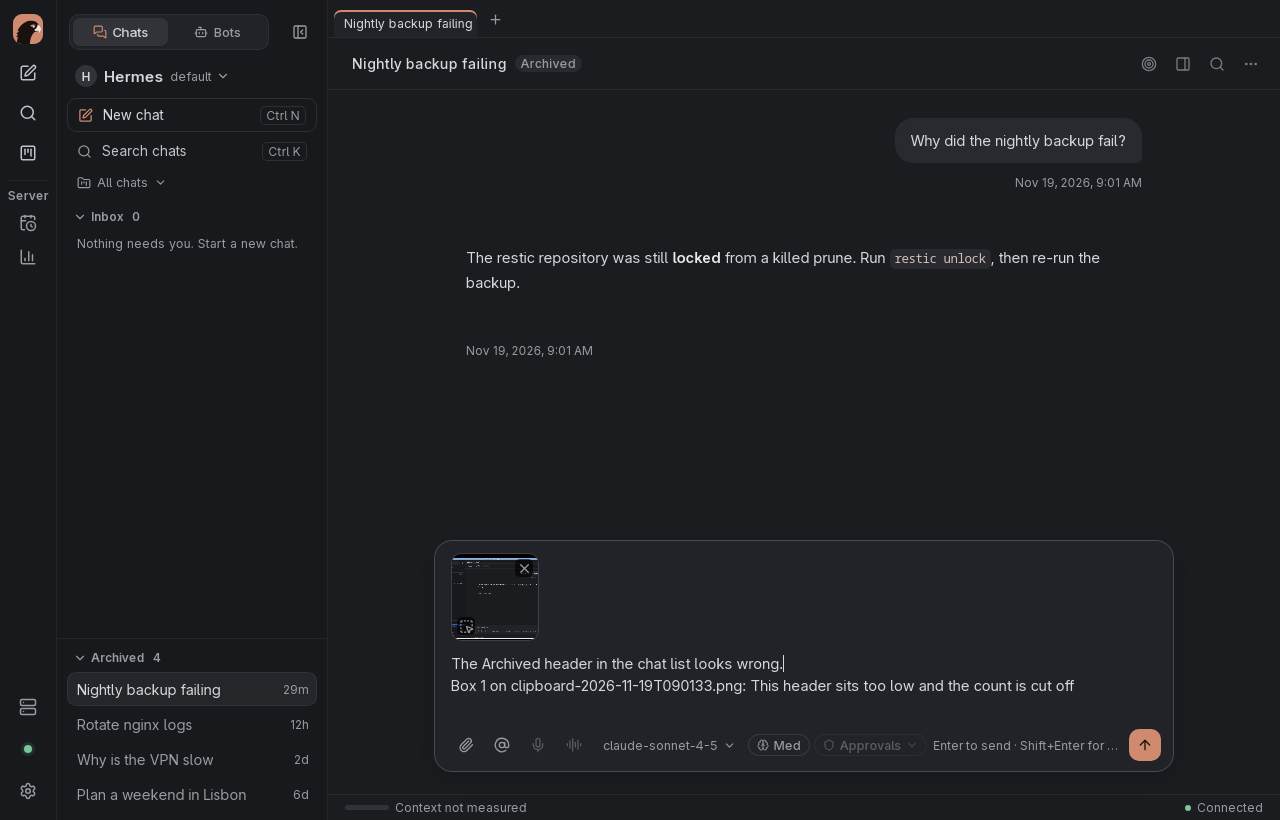 Chats
Bots
Nightly backup failing
H Hermes default
New chat Ctrl N
Search chats Ctrl K
All chats
Server
Inbox 0
Nothing needs you. Start a new chat.
Archived 4
Nightly backup failing 29m
Rotate nginx logs 12h
Why is the VPN slow 2d
Plan a weekend in Lisbon 6d
Nightly backup failing Archived
Why did the nightly backup fail?
Nov 19, 2026, 9:01 AM
The restic repository was still locked from a killed prune. Run restic unlock, then re-run the
backup.
Nov 19, 2026, 9:01 AM
The Archived header in the chat list looks wrong.
Box 1 on clipboard-2026-11-19T090133.png: This header sits too low and the count is cut off
claude-sonnet-4-5 Med Approvals Enter to send · Shift+Enter for …
Context not measured
Connected